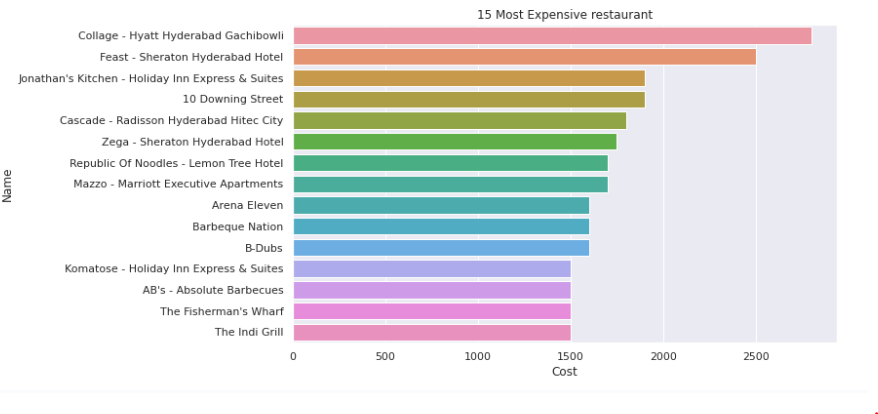 15 Most Expensive restaurant
Name
Collage - Hyatt Hyderabad Gachibowli
Feast - Sheraton Hyderabad Hotel
Jonathan's Kitchen - Holiday Inn Express & Suites
10 Downing Street
Cascade - Radisson Hyderabad Hitec City
Zega - Sheraton Hyderabad Hotel
Republic Of Noodles - Lemon Tree Hotel
Mazzo - Marriott Executive Apartments
Arena Eleven
Barbeque Nation
B-Dubs
Komatose - Holiday Inn Express & Suites
AB's - Absolute Barbecues
The Fisherman's Wharf
The Indi Grill
0 500 1000 1500 2000 2500
Cost